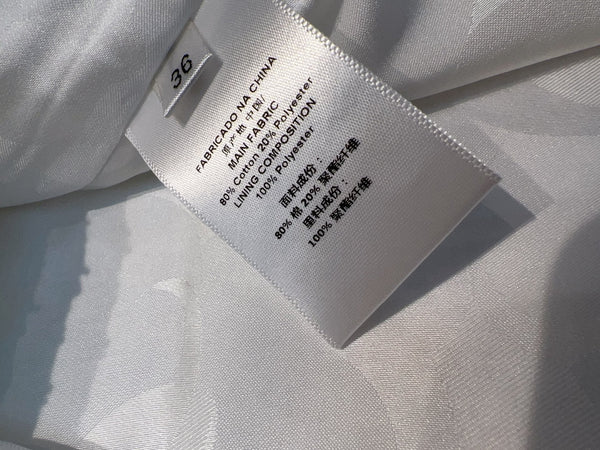 36
FABRICADO NA CHINA
原产地 中国/
MAIN FABRIC
80% Cotton 20% Polyester
LINING COMPOSITION
100% Polyester
面料成份：
80% 棉 20% 聚酯纤维
里料成份：
100% 聚酯纤维